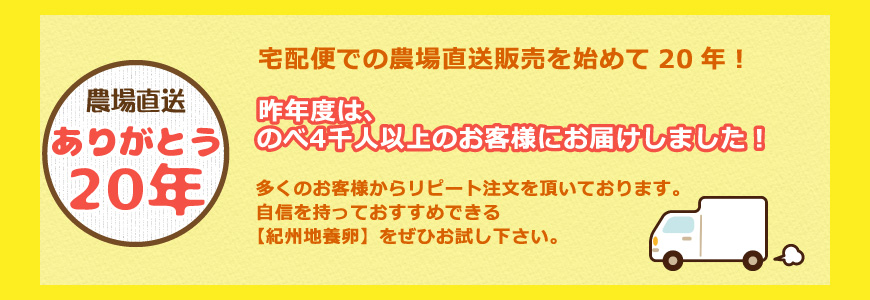 農場直送
ありがとう
20年
宅配便での農場直送販売を始めて 20 年！
昨年度は、
のべ4千人以上のお客様にお届けしました！
多くのお客様からリピート注文を頂いております。
自信を持っておすすめできる
【紀州地養卵】をぜひお試し下さい。